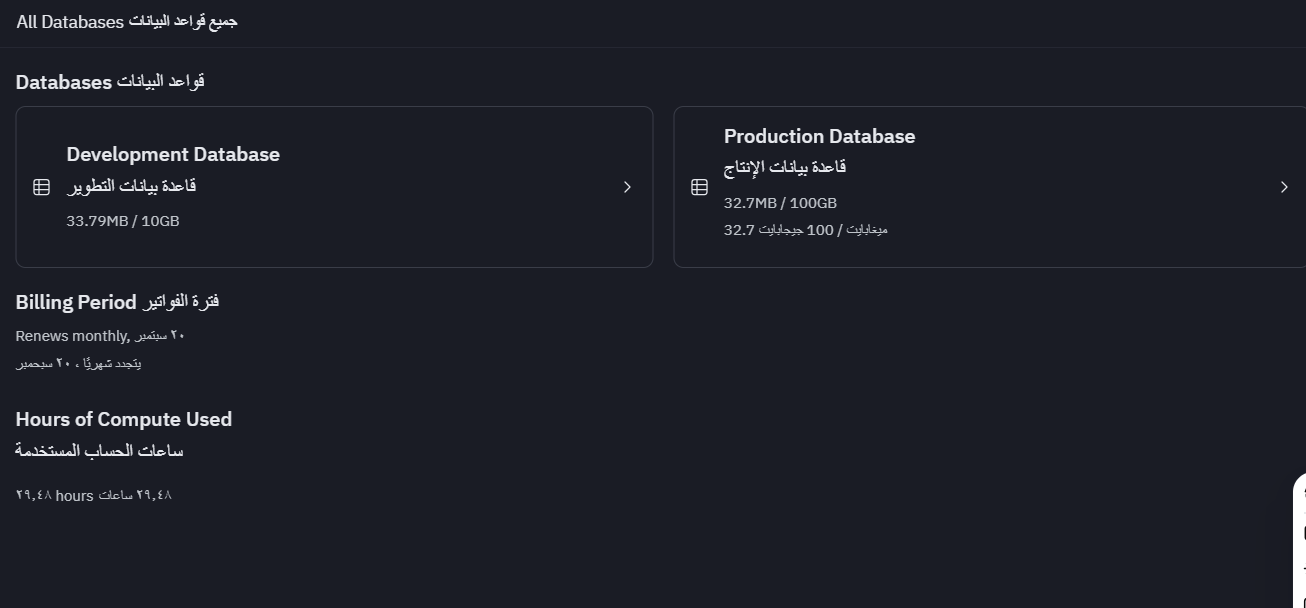 All Databases جميع قواعد البيانات
Databases قواعد البيانات
Development Database
قاعدة بيانات التطوير
33.79MB / 10GB
Production Database
قاعدة بيانات الإنتاج
32.7MB / 100GB
32.7 ميغابايت / 100 جيجابايت
Billing Period فترة الفواتير
Renews monthly, ٢٠ سبتمبر
يتجدد شهريًا ، ٢٠ سبحمبر
Hours of Compute Used
ساعات الحساب المستخدمة
٢٩,٤٨ hours ٢٩,٤٨ ساعات